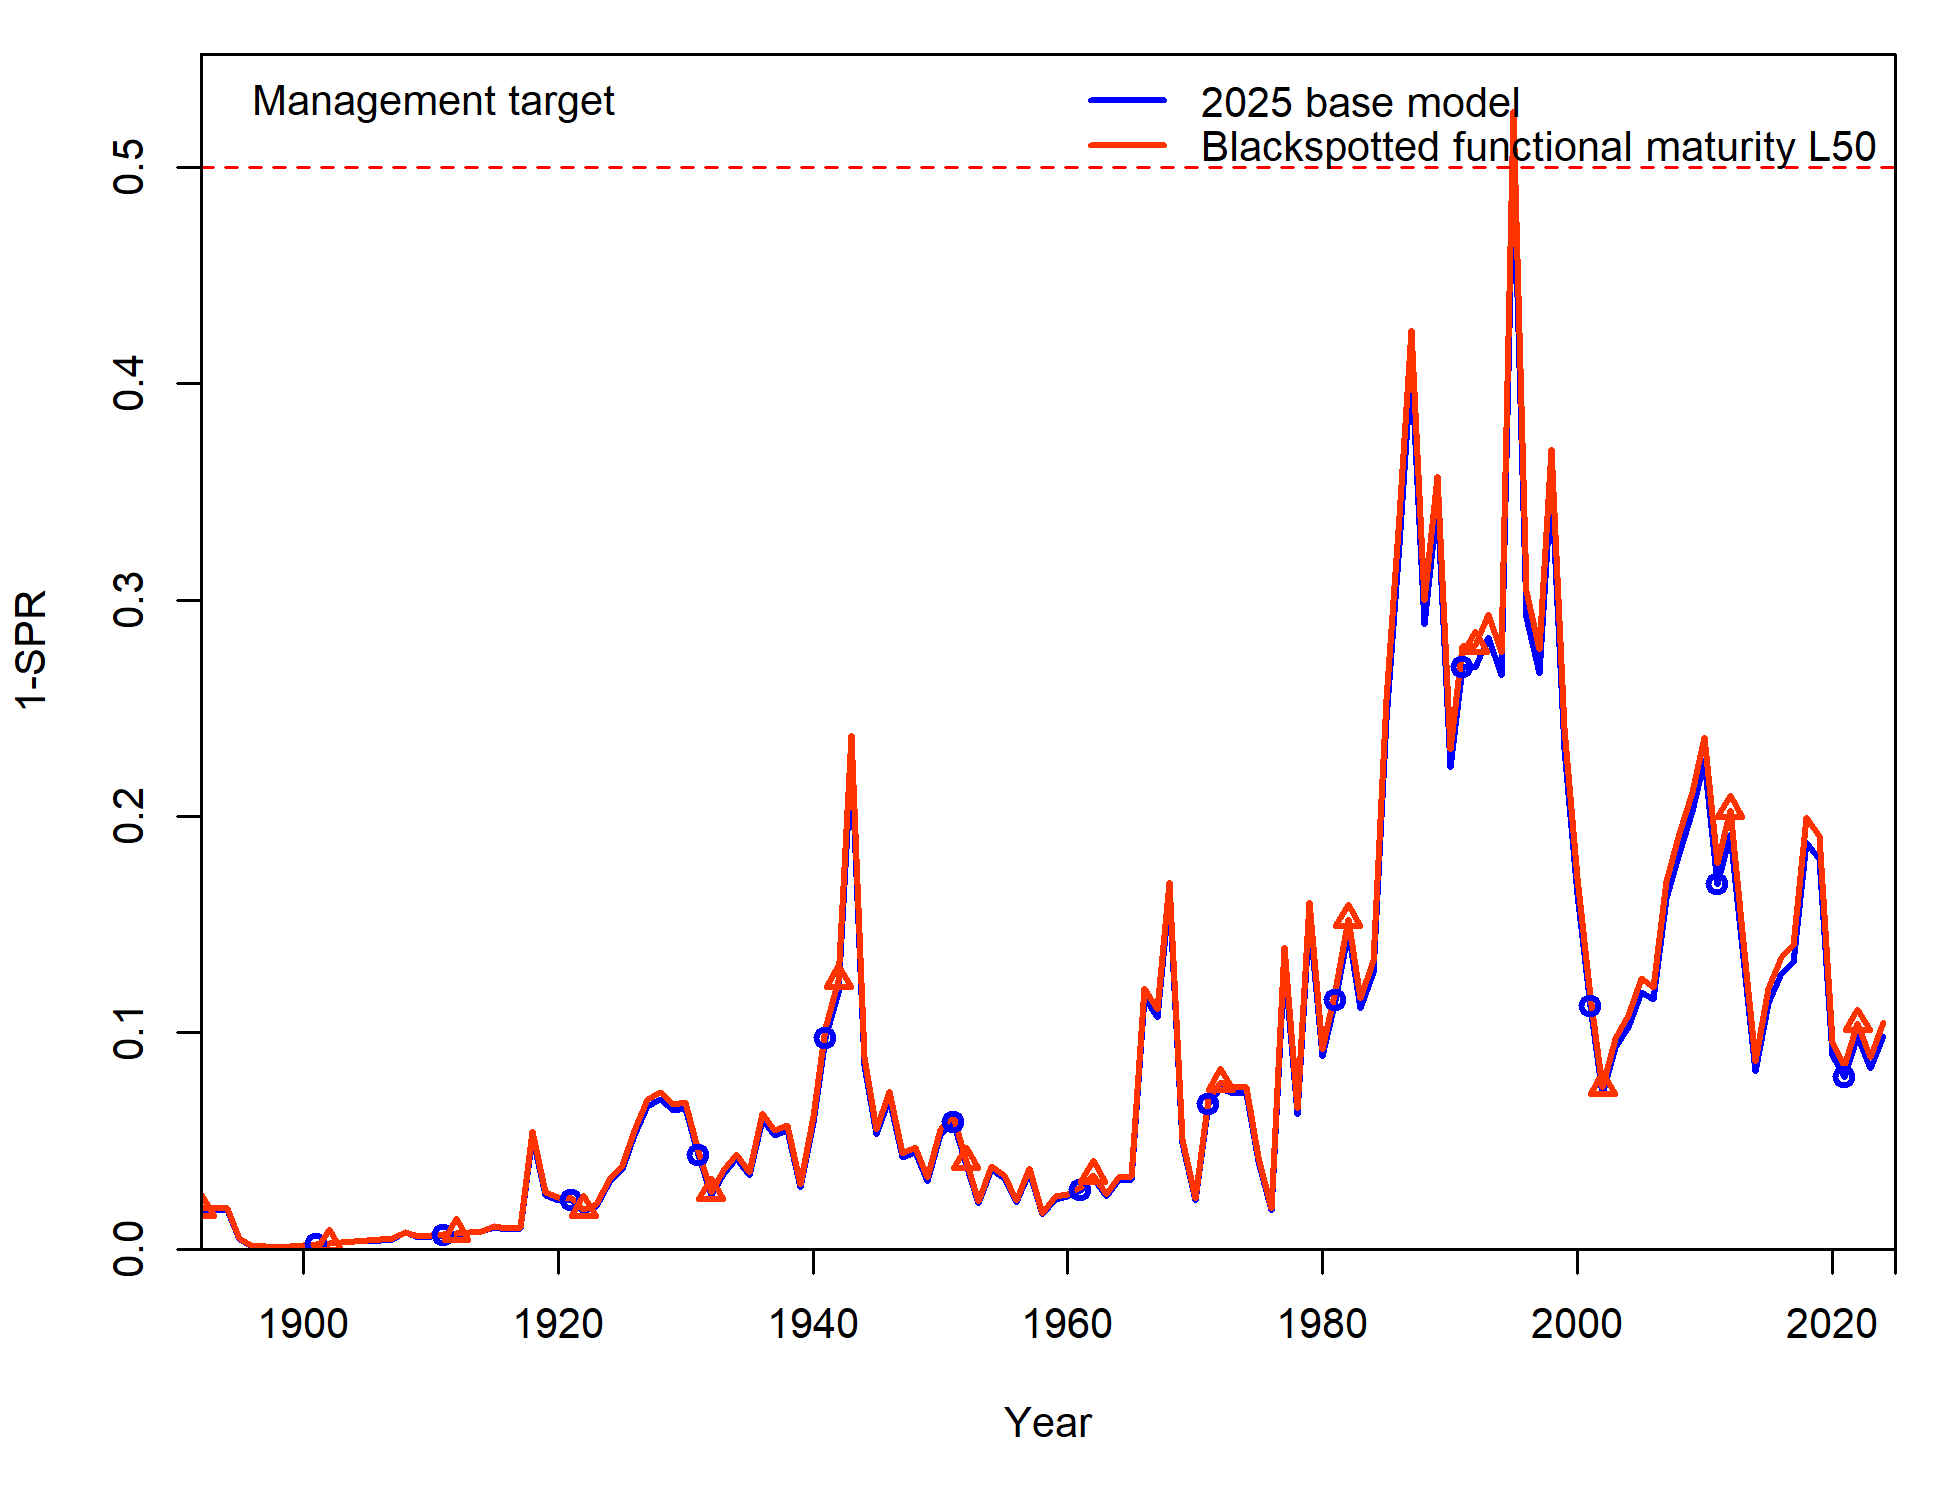 Management target
2025 base model
Blackspotted functional maturity L50
0.5
0.4
0.3
0.2
0.1
0.0
1-SPR
1900 1920 1940 1960 1980 2000 2020
Year